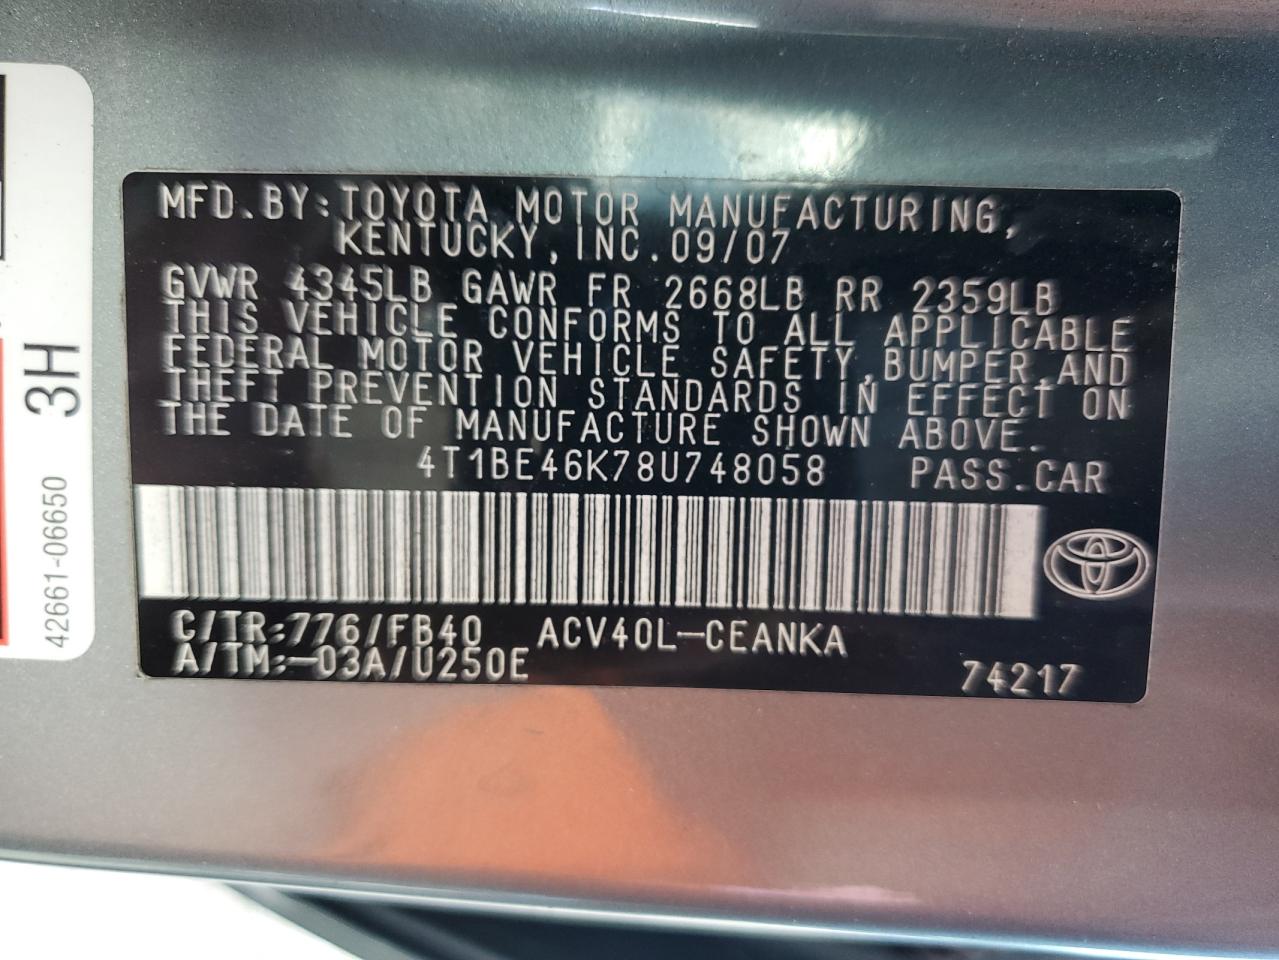 MFD.BY:TOYOTA MOTOR MANUFACTURING,
KENTUCKY,INC.09/07
GVWR 4345LB GAWR FR 2668LB RR 2359LB
THIS VEHICLE CONFORMS TO ALL APPLICABLE
FEDERAL MOTOR VEHICLE SAFETY,BUMPER,AND
THEFT PREVENTION STANDARDS IN EFFECT ON
THE DATE OF MANUFACTURE SHOWN ABOVE.
4T1BE46K78U748058 PASS.CAR
C/TR:776/FB40 ACV40L-CEANKA
A/TM:-03A/U250E
74217
3H
42661-06650